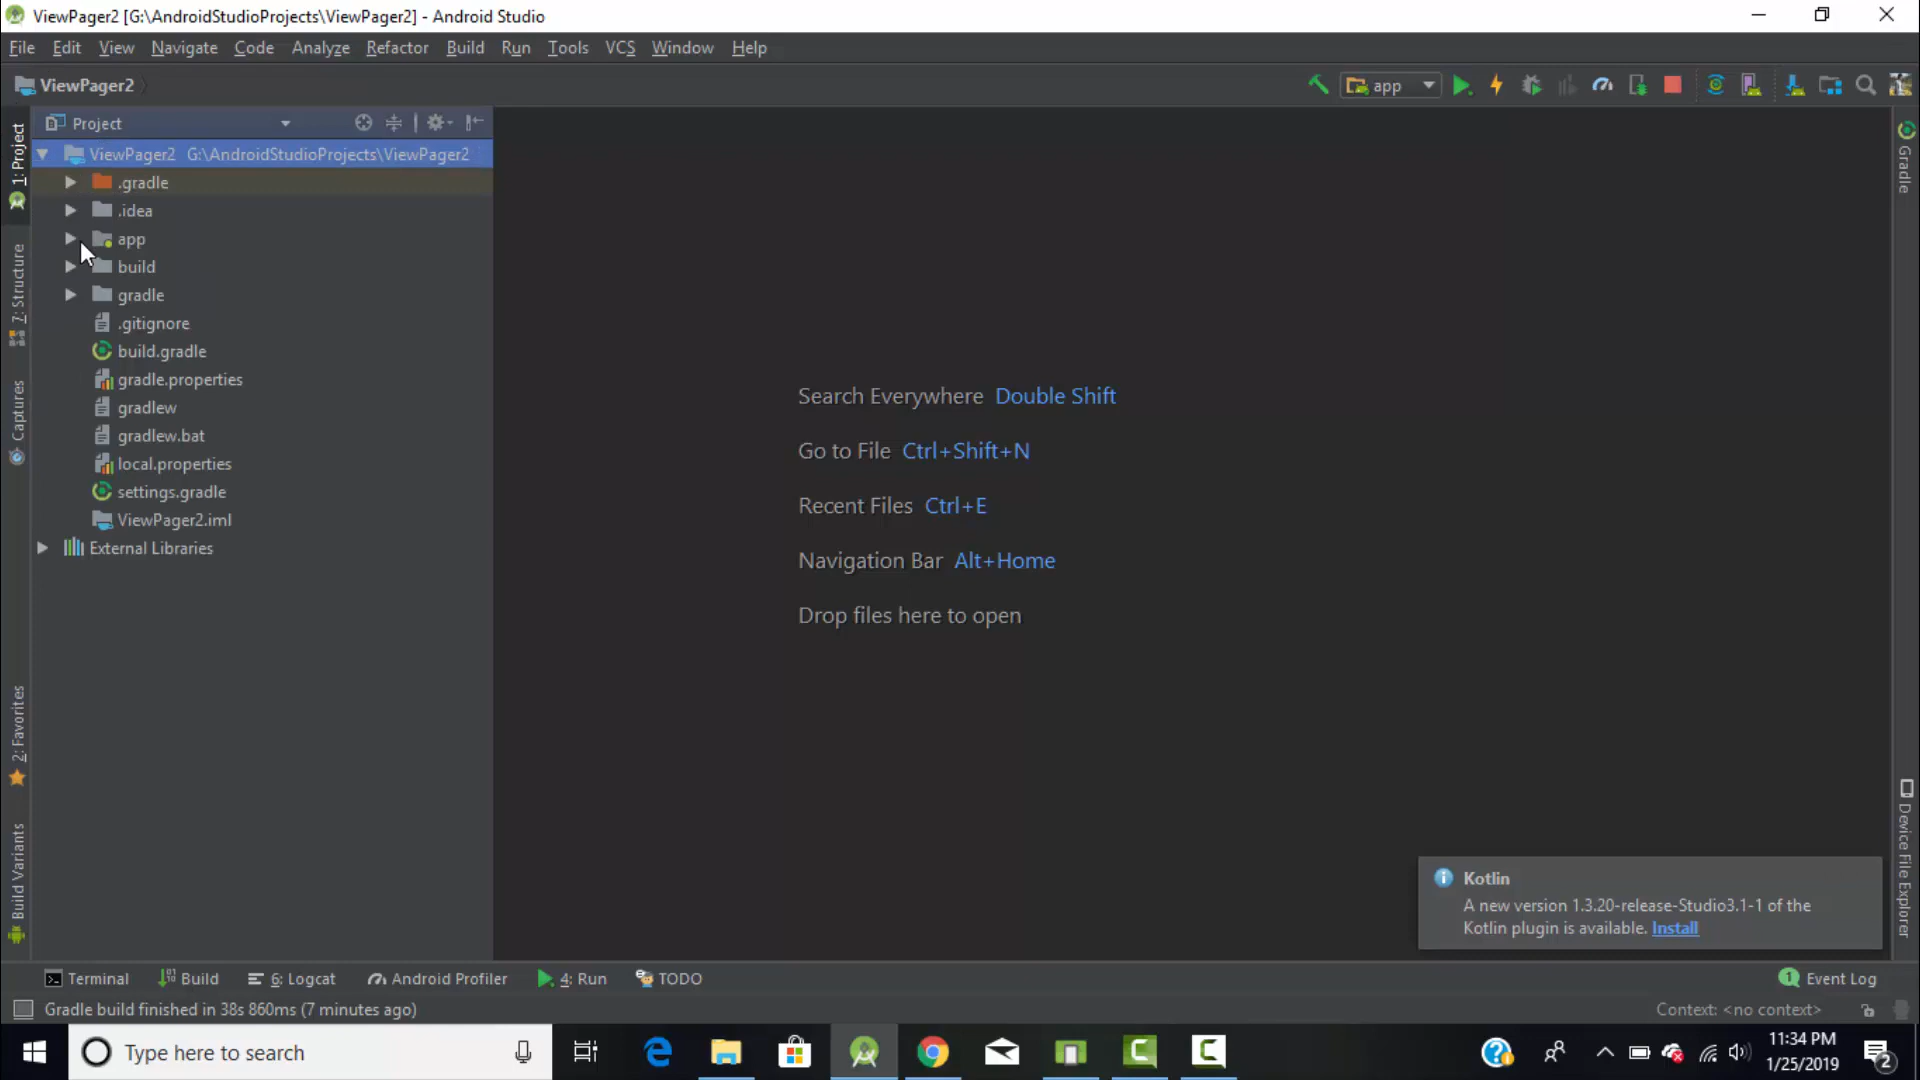 ViewPager2 [G:\AndroidStudioProjects\ViewPager2] - Android Studio
File Edit View Navigate Code Analyze Refactor Build Run Tools VCS Window Help
ViewPager2
app
Project
1: Project
7: Structure
Captures
2: Favorites
Build Variants
ViewPager2 G:\AndroidStudioProjects\ViewPager2
.gradle
.idea
app
build
gradle
.gitignore
build.gradle
gradle.properties
gradlew
gradlew.bat
local.properties
settings.gradle
ViewPager2.iml
External Libraries
Search Everywhere Double Shift
Go to File Ctrl+Shift+N
Recent Files Ctrl+E
Navigation Bar Alt+Home
Drop files here to open
Gradle
Device File Explorer
Kotlin
A new version 1.3.20-release-Studio3.1-1 of the
Kotlin plugin is available. Install
Terminal Build 6: Logcat Android Profiler 4: Run TODO 1 Event Log
Gradle build finished in 38s 860ms (7 minutes ago) Context: <no context>
Type here to search
11:34 PM
1/25/2019
2